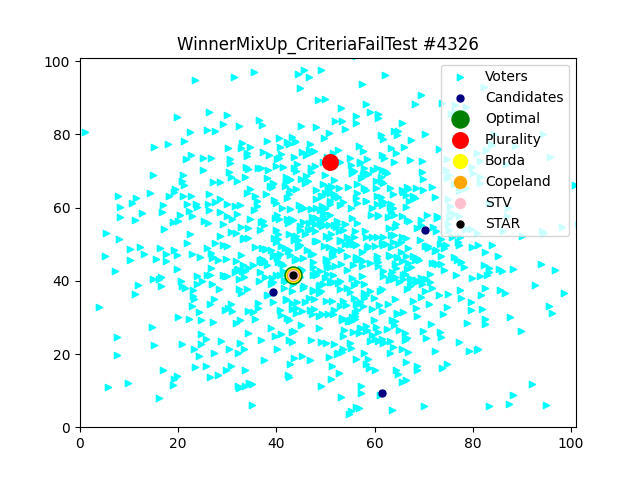 WinnerMixUp_CriteriaFailTest #4326
100
80
60
40
20
0
0
20
40
60
80
100
Voters
Candidates
Optimal
Plurality
Borda
Copeland
STV
STAR